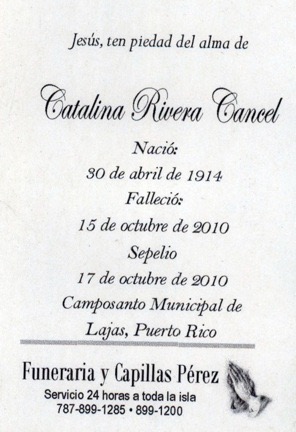 Jesús, ten piedad del alma de
Catalina Rivera Cancel
Nació:
30 de abril de 1914
Falleció:
15 de octubre de 2010
Sepelio
17 de octubre de 2010
Camposanto Municipal de
Lajas, Puerto Rico
Funeraria y Capillas Pérez
Servicio 24 horas a toda la isla
787-899-1285 • 899-1200